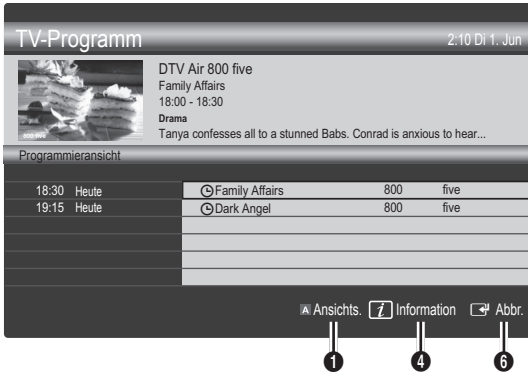 TV-Programm 2:10 Di 1. Jun
DTV Air 800 five
Family Affairs
18:00 - 18:30
Drama
Tanya confesses all to a stunned Babs. Conrad is anxious to hear...
800 five
Programmieransicht
18:30 Heute Family Affairs 800 five
19:15 Heute Dark Angel 800 five
A Ansichts. i Information Abbr.
1 4 6